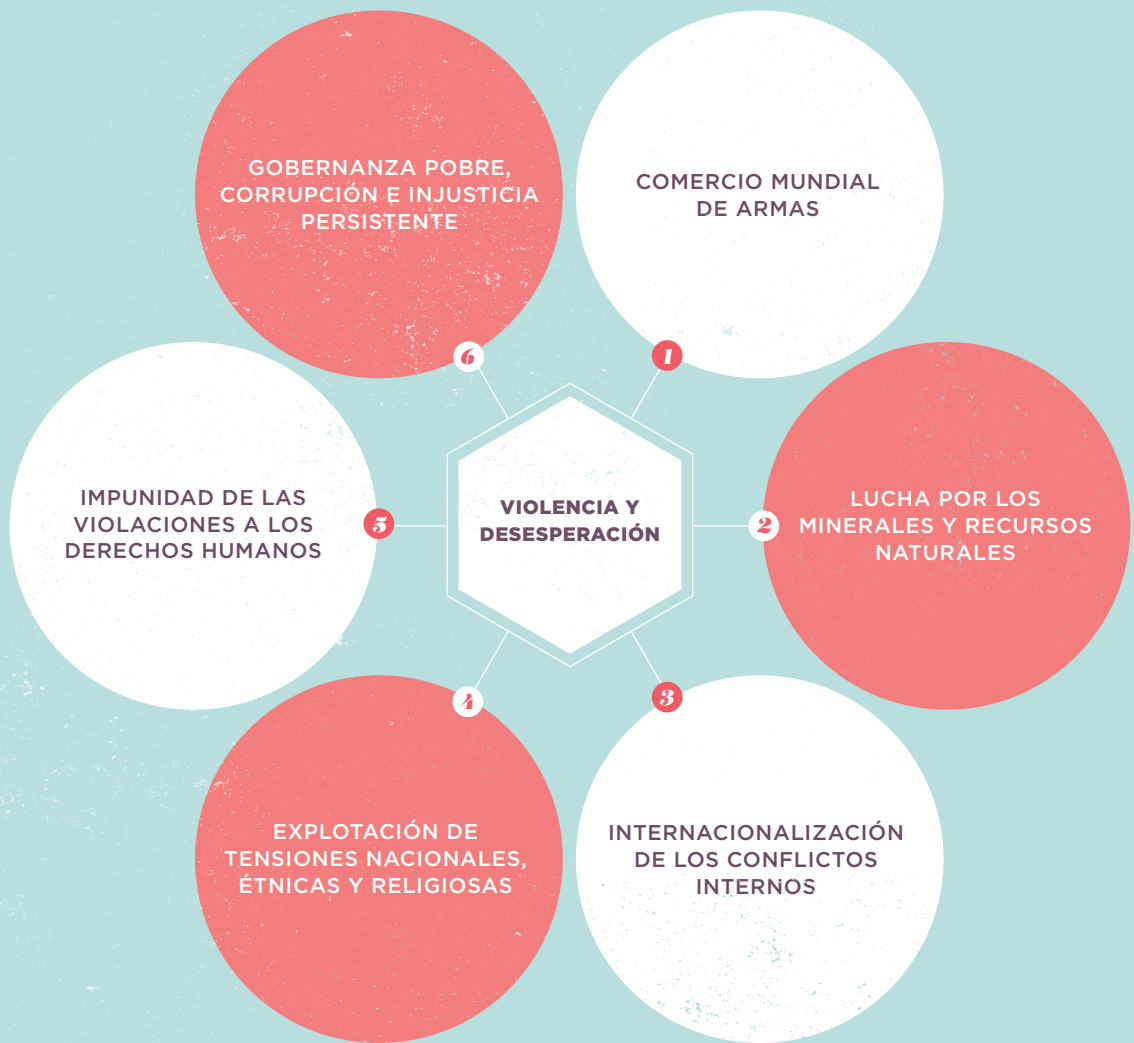 VIOLENCIA Y
DESESPERACIÓN
1
COMERCIO MUNDIAL
DE ARMAS
2
LUCHA POR LOS
MINERALES Y RECURSOS
NATURALES
3
INTERNACIONALIZACIÓN
DE LOS CONFLICTOS
INTERNOS
4
EXPLOTACIÓN DE
TENSIONES NACIONALES,
ÉTNICAS Y RELIGIOSAS
5
IMPUNIDAD DE LAS
VIOLACIONES A LOS
DERECHOS HUMANOS
6
GOBERNANZA POBRE,
CORRUPCIÓN E INJUSTICIA
PERSISTENTE